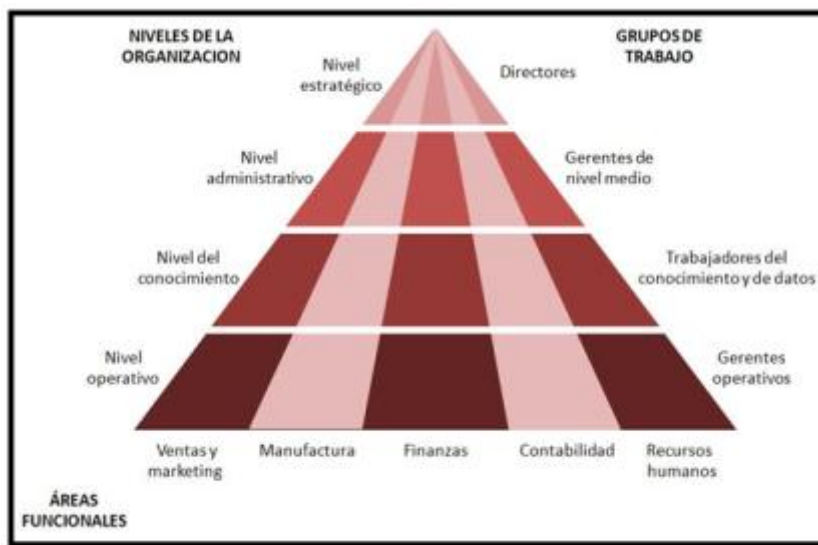 NIVELES DE LA
ORGANIZACION
GRUPOS DE
TRABAJO
Nivel
estratégico
Directores
Nivel
administrativo
Gerentes de
nivel medio
Nivel del
conocimiento
Trabajadores del
conocimiento y de datos
Nivel
operativo
Gerentes
operativos
Ventas y
marketing
Manufactura
Finanzas
Contabilidad
Recursos
humanos
ÁREAS
FUNCIONALES